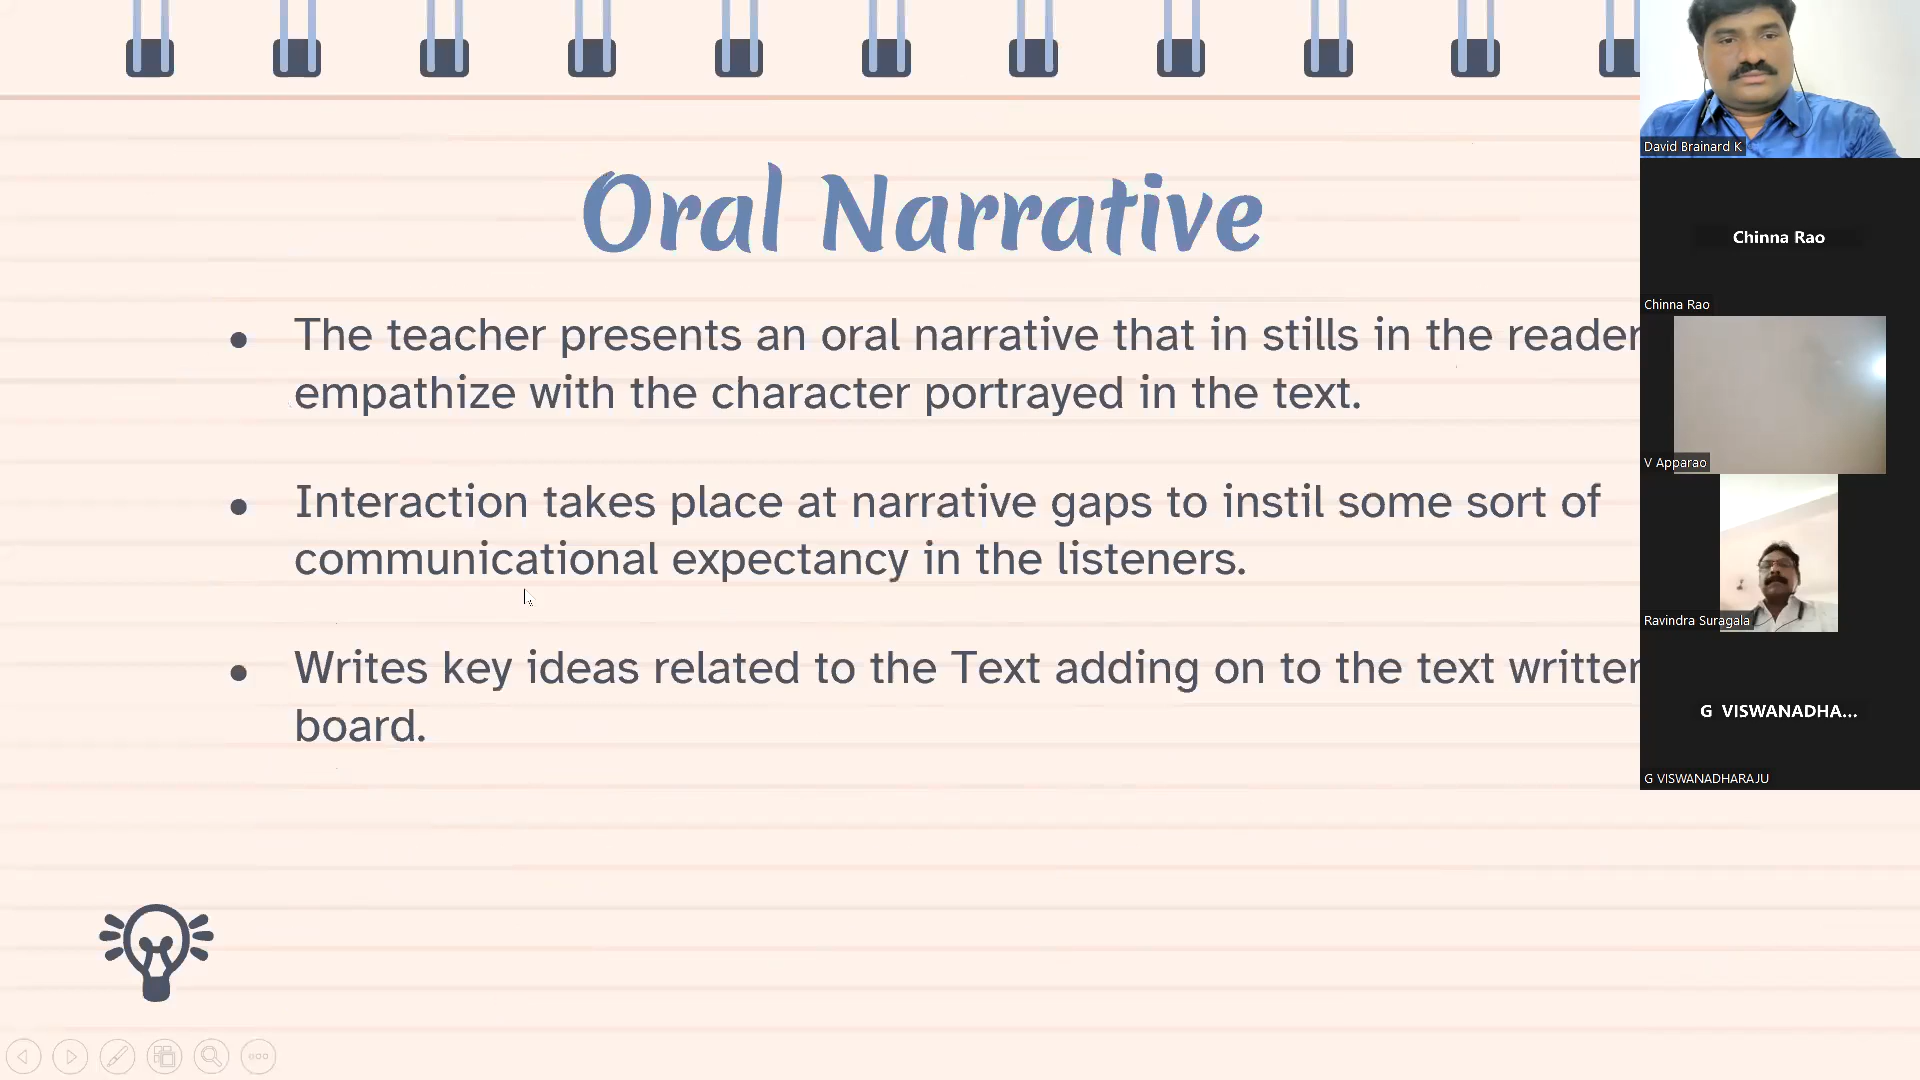 Oral Narrative
• The teacher presents an oral narrative that in stills in the reader
empathize with the character portrayed in the text.
• Interaction takes place at narrative gaps to instil some sort of
communicational expectancy in the listeners.
• Writes key ideas related to the Text adding on to the text written
board.
David Brainard K
Chinna Rao
Chinna Rao
V Apparao
Ravindra Suragala
G VISWANADHA...
G VISWANADHARAJU